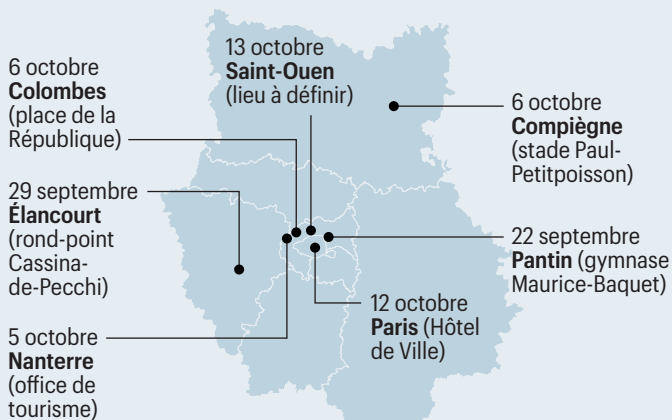 13 octobre
Saint-Ouen
(lieu à définir)
6 octobre
Colombes
(place de la
République)
6 octobre
Compiègne
(stade Paul-
Petitpoisson)
29 septembre
Élancourt
(rond-point
Cassina-
de-Pecchi)
22 septembre
Pantin (gymnase
Maurice-Baquet)
12 octobre
Paris (Hôtel
de Ville)
5 octobre
Nanterre
(office de
tourisme)